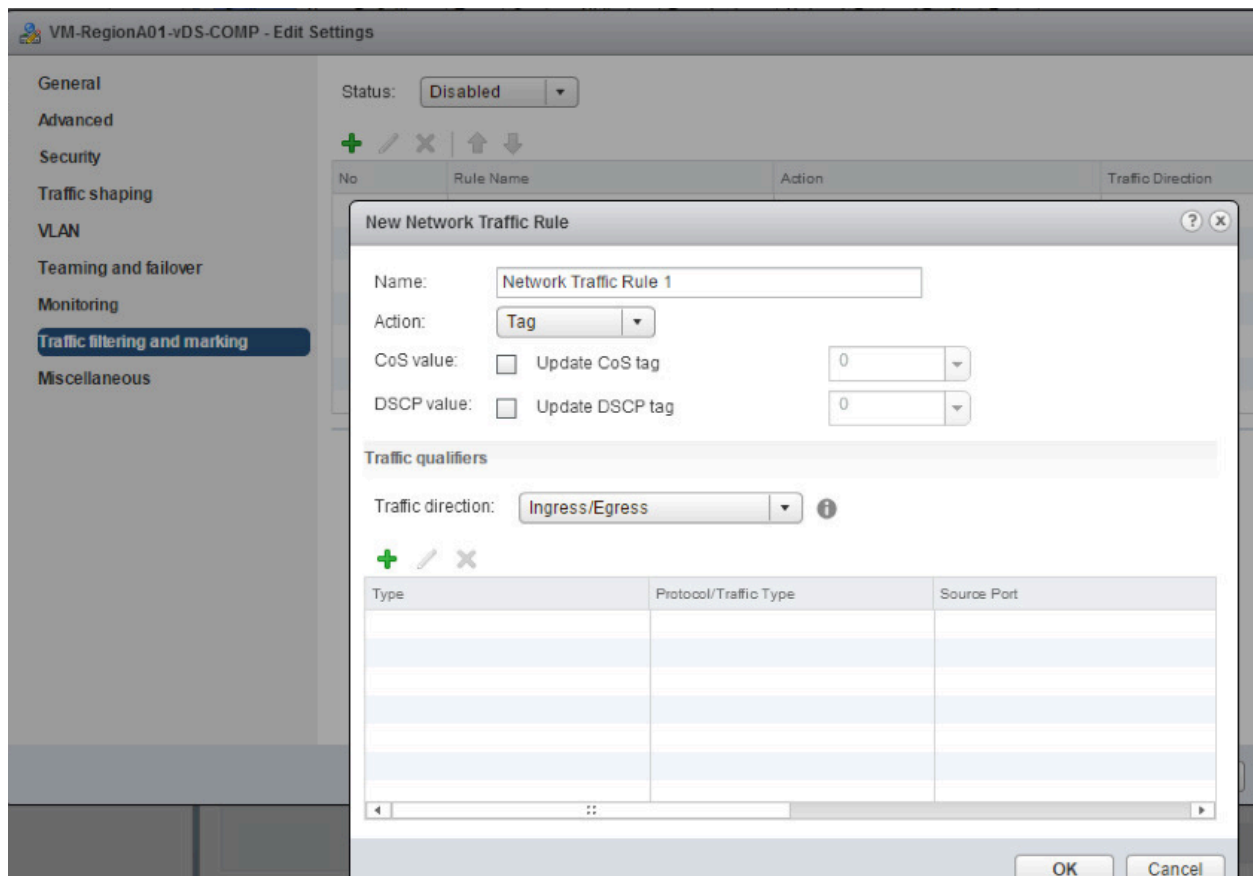 VM-RegionA01-vDS-COMP - Edit Settings
General
Advanced
Security
Traffic shaping
VLAN
Teaming and failover
Monitoring
Traffic filtering and marking
Miscellaneous
Status: Disabled
No Rule Name Action Traffic Direction
New Network Traffic Rule
Name: Network Traffic Rule 1
Action: Tag
CoS value: Update CoS tag 0
DSCP value: Update DSCP tag 0
Traffic qualifiers
Traffic direction: Ingress/Egress
Type Protocol/Traffic Type Source Port
OK Cancel